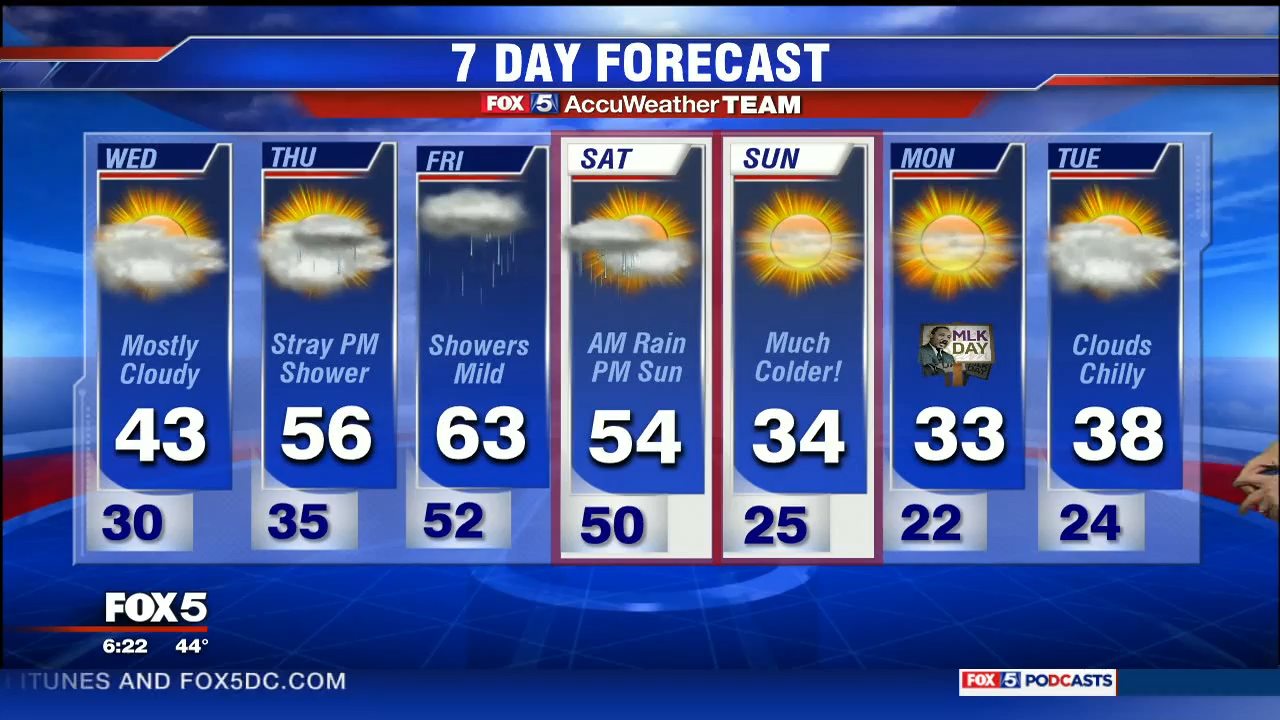 7 DAY FORECAST
FOX 5 AccuWeather TEAM
WED
Mostly
Cloudy
43
30
THU
Stray PM
Shower
56
35
FRI
Showers
Mild
63
52
SAT
AM Rain
PM Sun
54
50
SUN
Much
Colder!
34
25
MON
MLK
DAY
33
22
TUE
Clouds
Chilly
38
24
FOX 5
6:22 44°
ITUNES AND FOX5DC.COM
FOX 5 PODCASTS